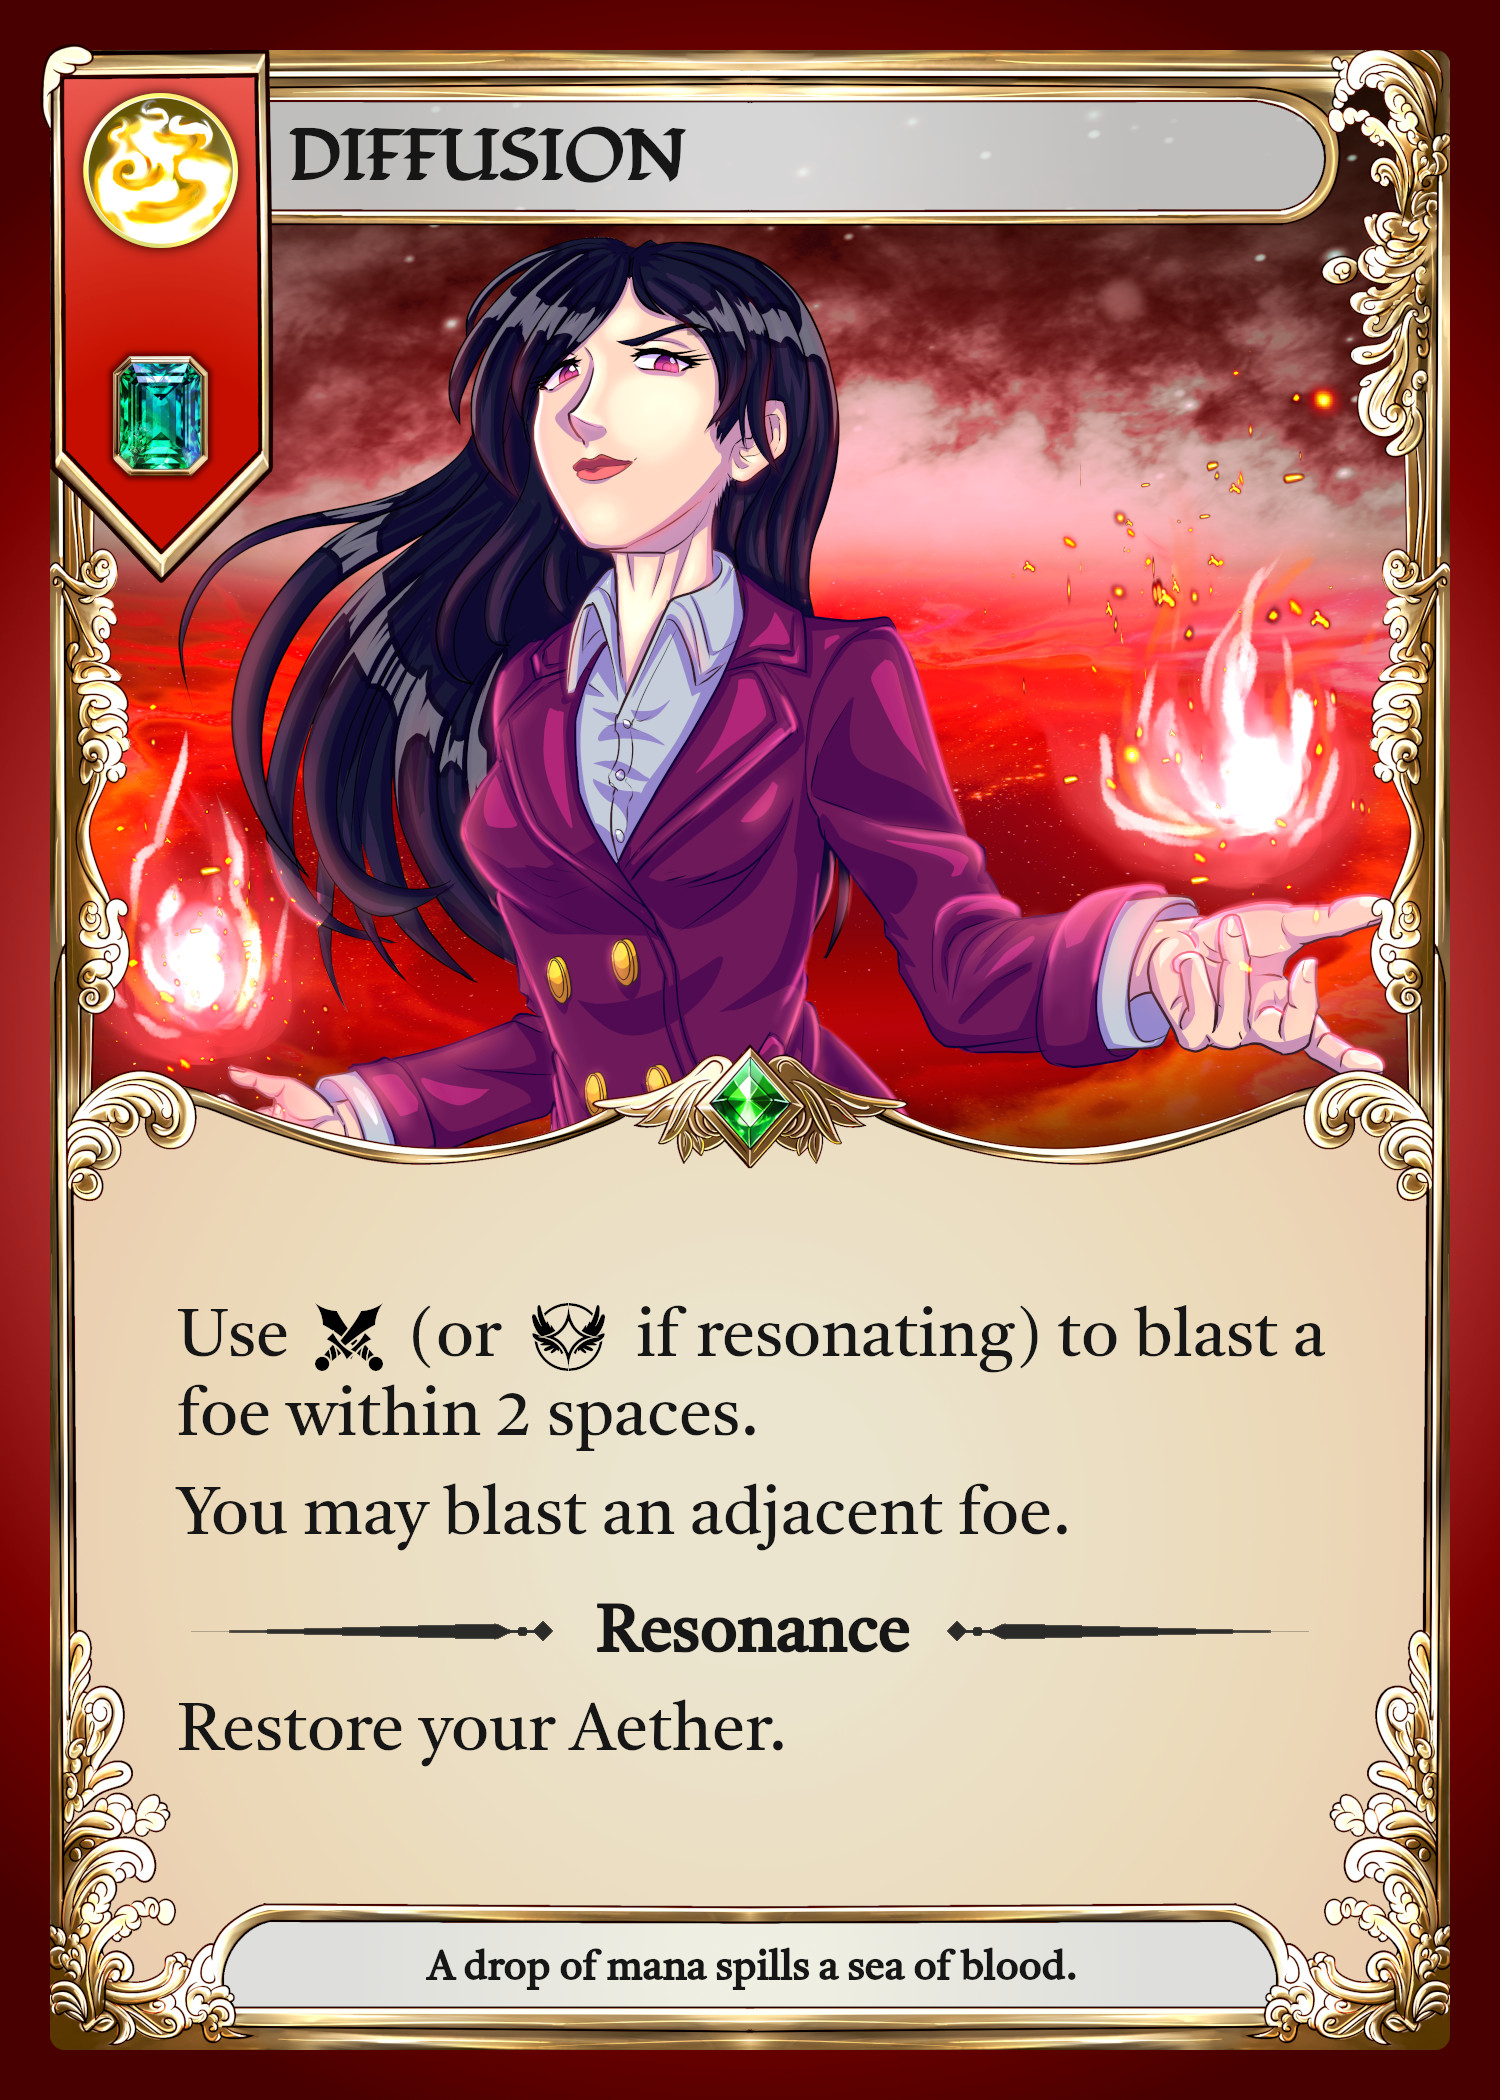 DIFFUSION
Use (or if resonating) to blast a
foe within 2 spaces.
You may blast an adjacent foe.
Resonance
Restore your Aether.
A drop of mana spills a sea of blood.